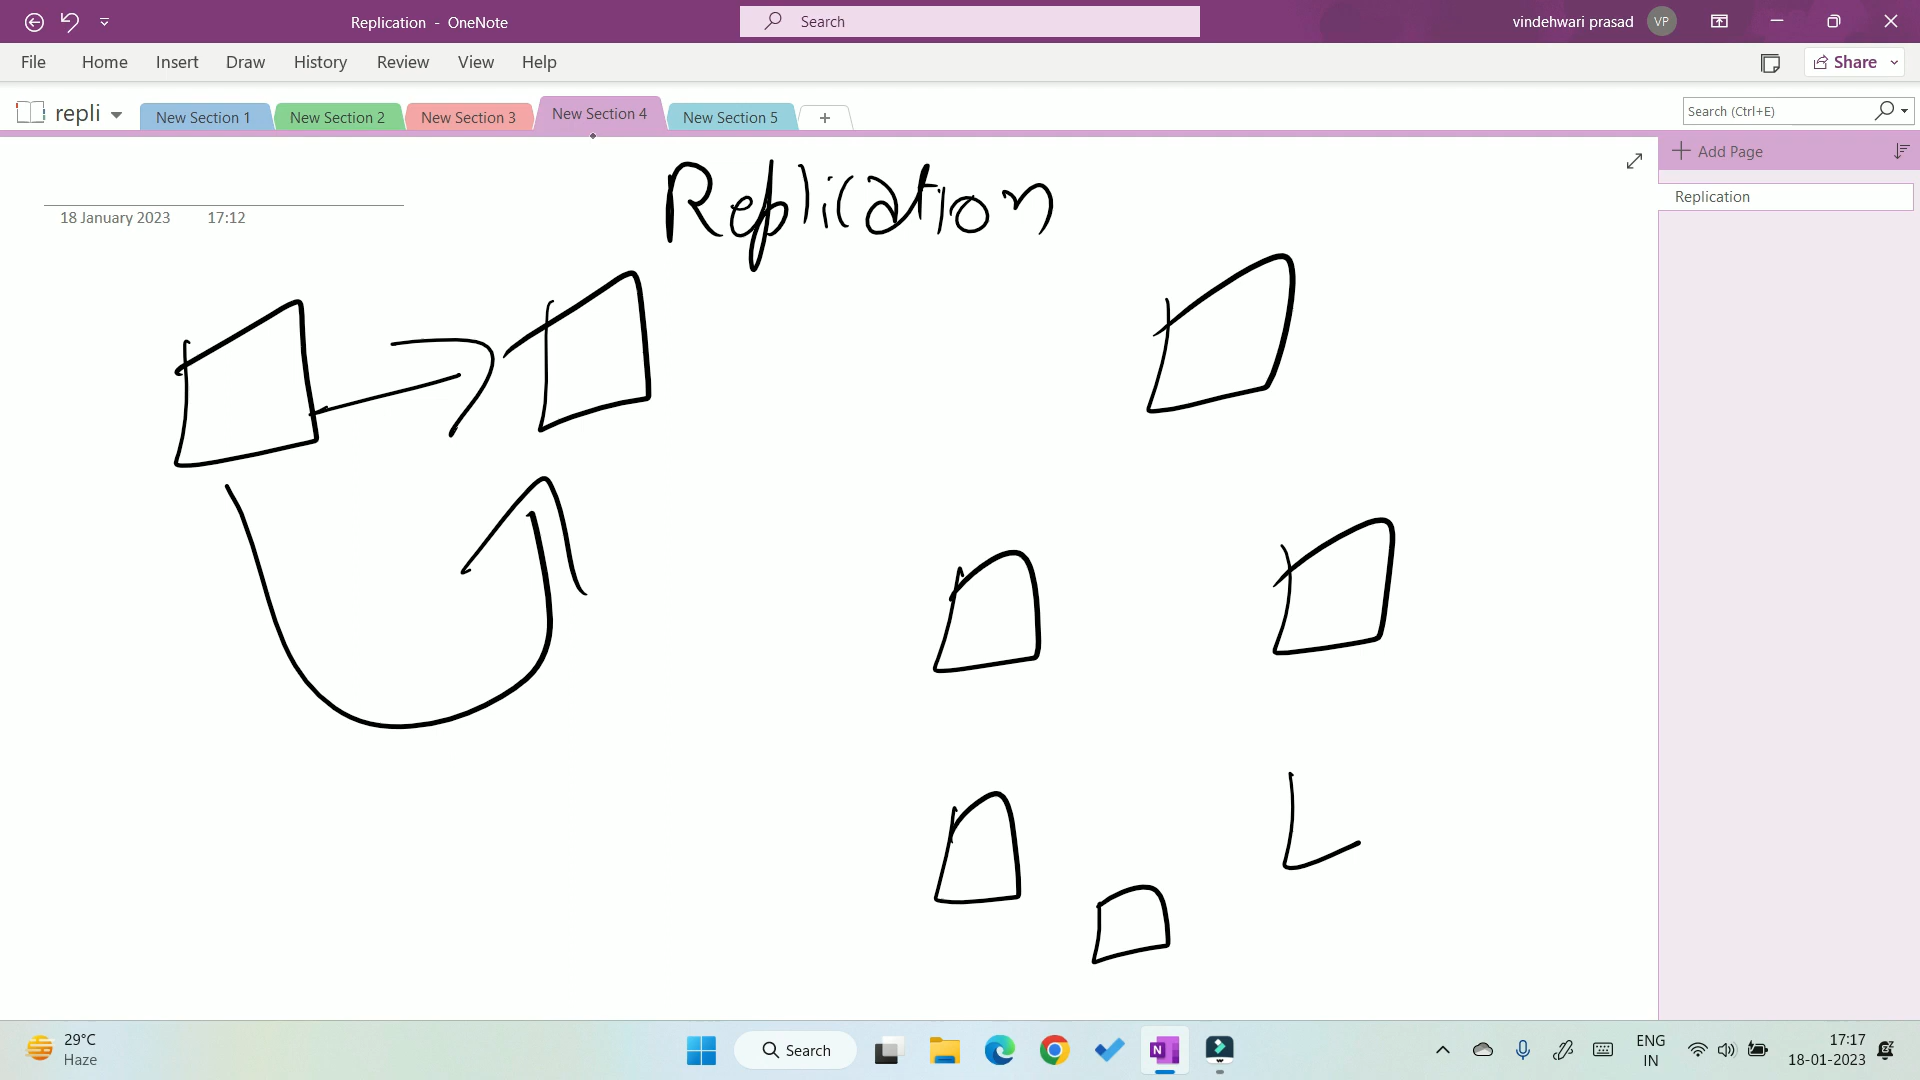 Replication - OneNote
Search
vindehwari prasad
VP
File Home Insert Draw History Review View Help
Share
repli
New Section 1 New Section 2 New Section 3 New Section 4 New Section 5 +
Search (Ctrl+E)
Add Page
Replication
Replication
18 January 2023 17:12
29°C
Haze
Search
ENG
IN
17:17
18-01-2023